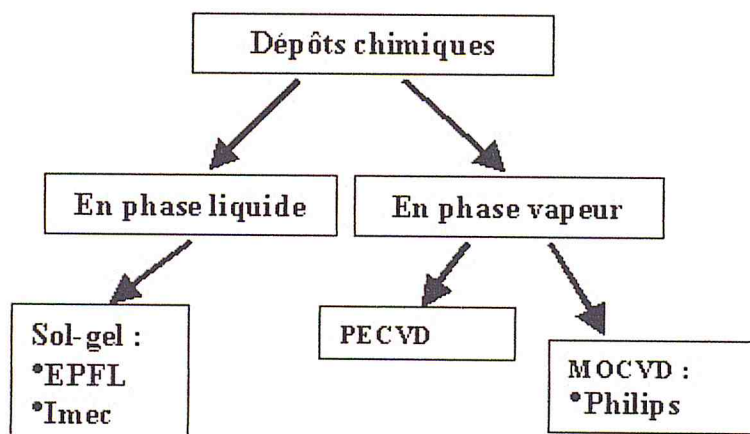 Dépôts chimiques
En phase liquide
En phase vapeur
Sol-gel :
•EPFL
•Imec
PECVD
MOCVD :
•Philips